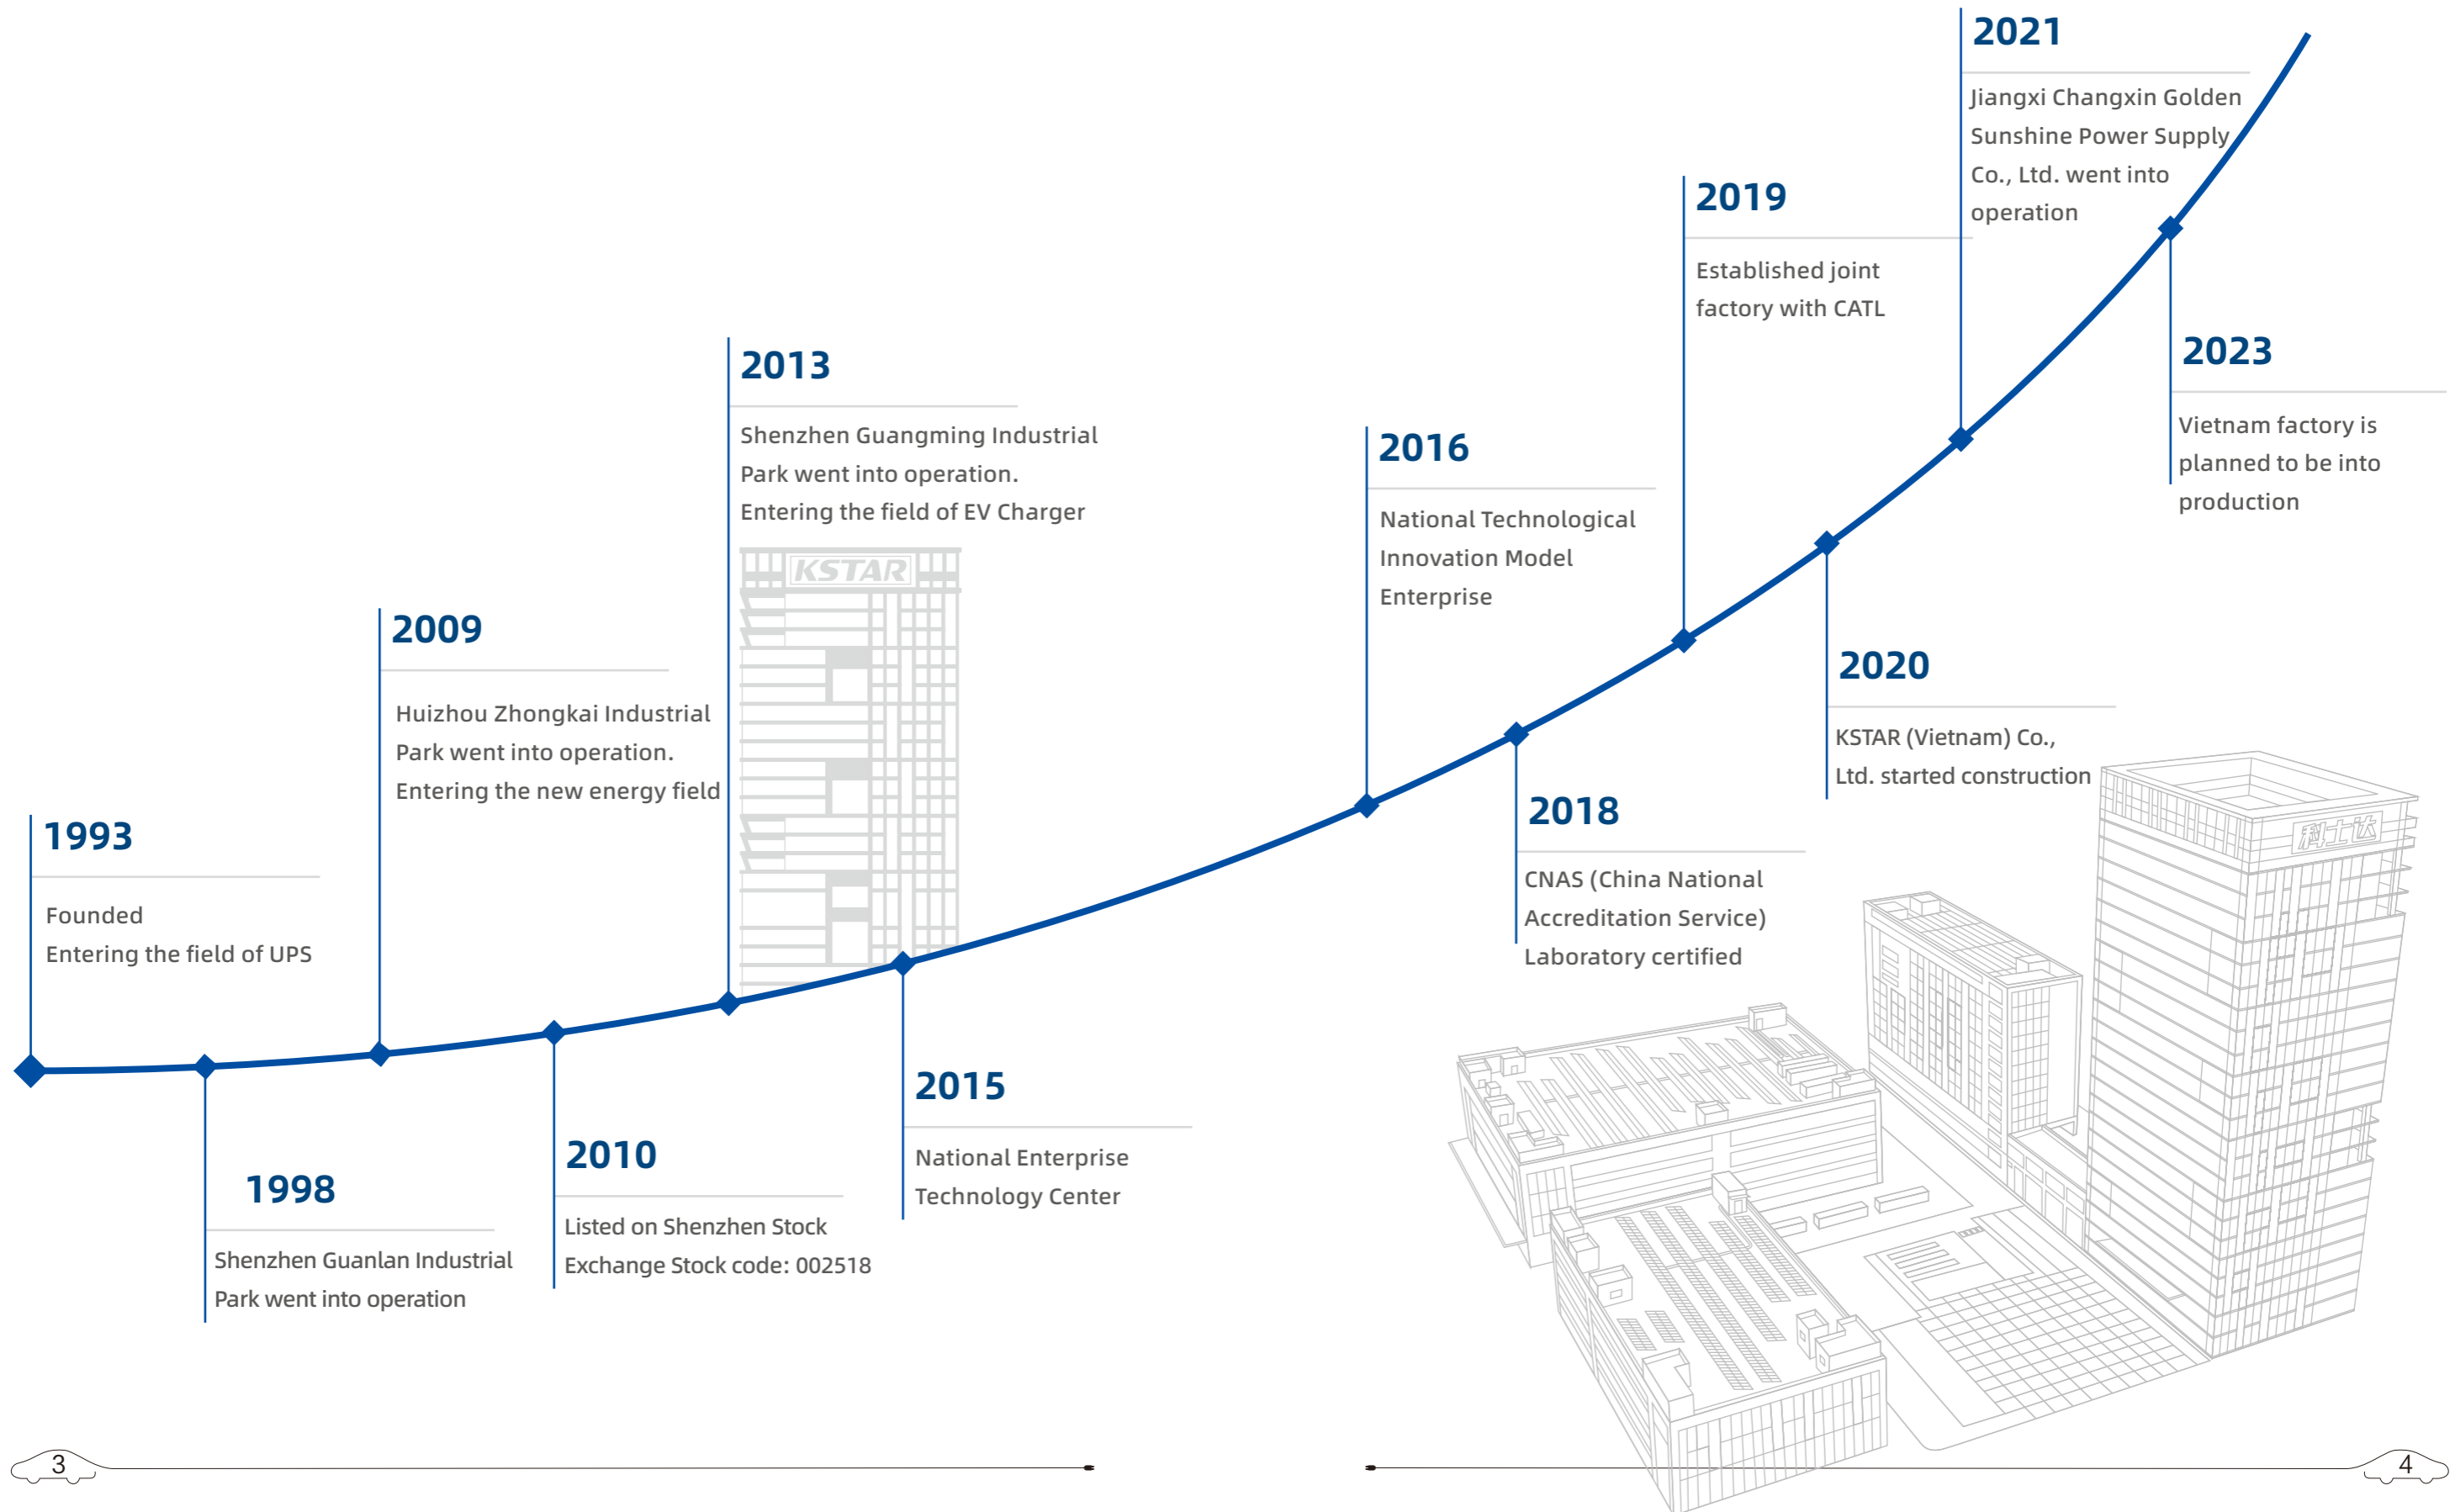 1993
Founded
Entering the field of UPS
1998
Shenzhen Guanlan Industrial
Park went into operation
2009
Huizhou Zhongkai Industrial
Park went into operation.
Entering the new energy field
2010
Listed on Shenzhen Stock
Exchange Stock code: 002518
2013
Shenzhen Guangming Industrial
Park went into operation.
Entering the field of EV Charger
KSTAR
2015
National Enterprise
Technology Center
2016
National Technological
Innovation Model
Enterprise
2018
CNAS (China National
Accreditation Service)
Laboratory certified
2019
Established joint
factory with CATL
2020
KSTAR (Vietnam) Co.,
Ltd. started construction
2021
Jiangxi Changxin Golden
Sunshine Power Supply
Co., Ltd. went into
operation
2023
Vietnam factory is
planned to be into
production
科士达
3
4